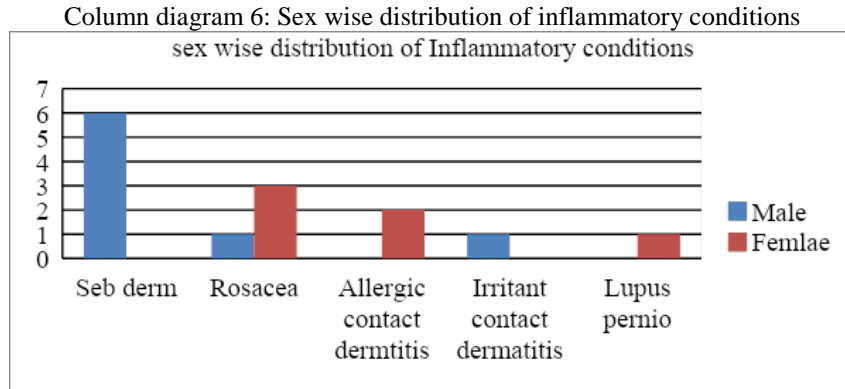 Column diagram 6: Sex wise distribution of inflammatory conditions
sex wise distribution of Inflammatory conditions
7
6
5
4
3
2
1
0
Seb derm
Rosacea
Allergic
contact
dermtitis
Irritant
contact
dermatitis
Lupus
pernio
Male
Femlae